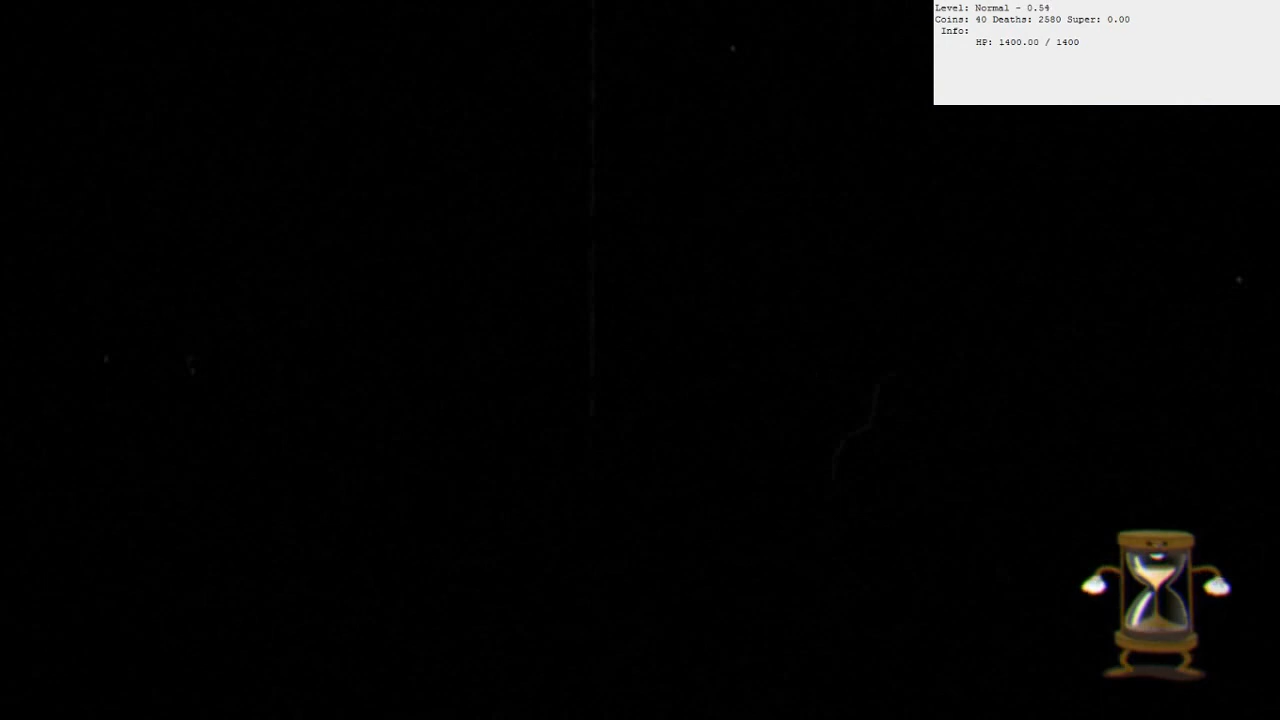 Level: Normal - 0.54
Coins: 40 Deaths: 2580 Super: 0.00
Info:
HP: 1400.00 / 1400